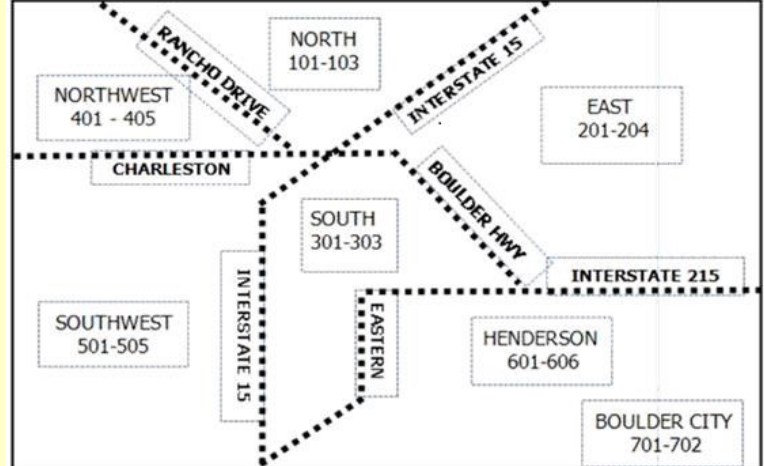 RANCHO DRIVE
NORTH
101-103
INTERSTATE 15
NORTHWEST
401 - 405
EAST
201-204
CHARLESTON
BOULDER HWY
SOUTH
301-303
INTERSTATE 215
INTERSTATE 15
EASTERN
SOUTHWEST
501-505
HENDERSON
601-606
BOULDER CITY
701-702